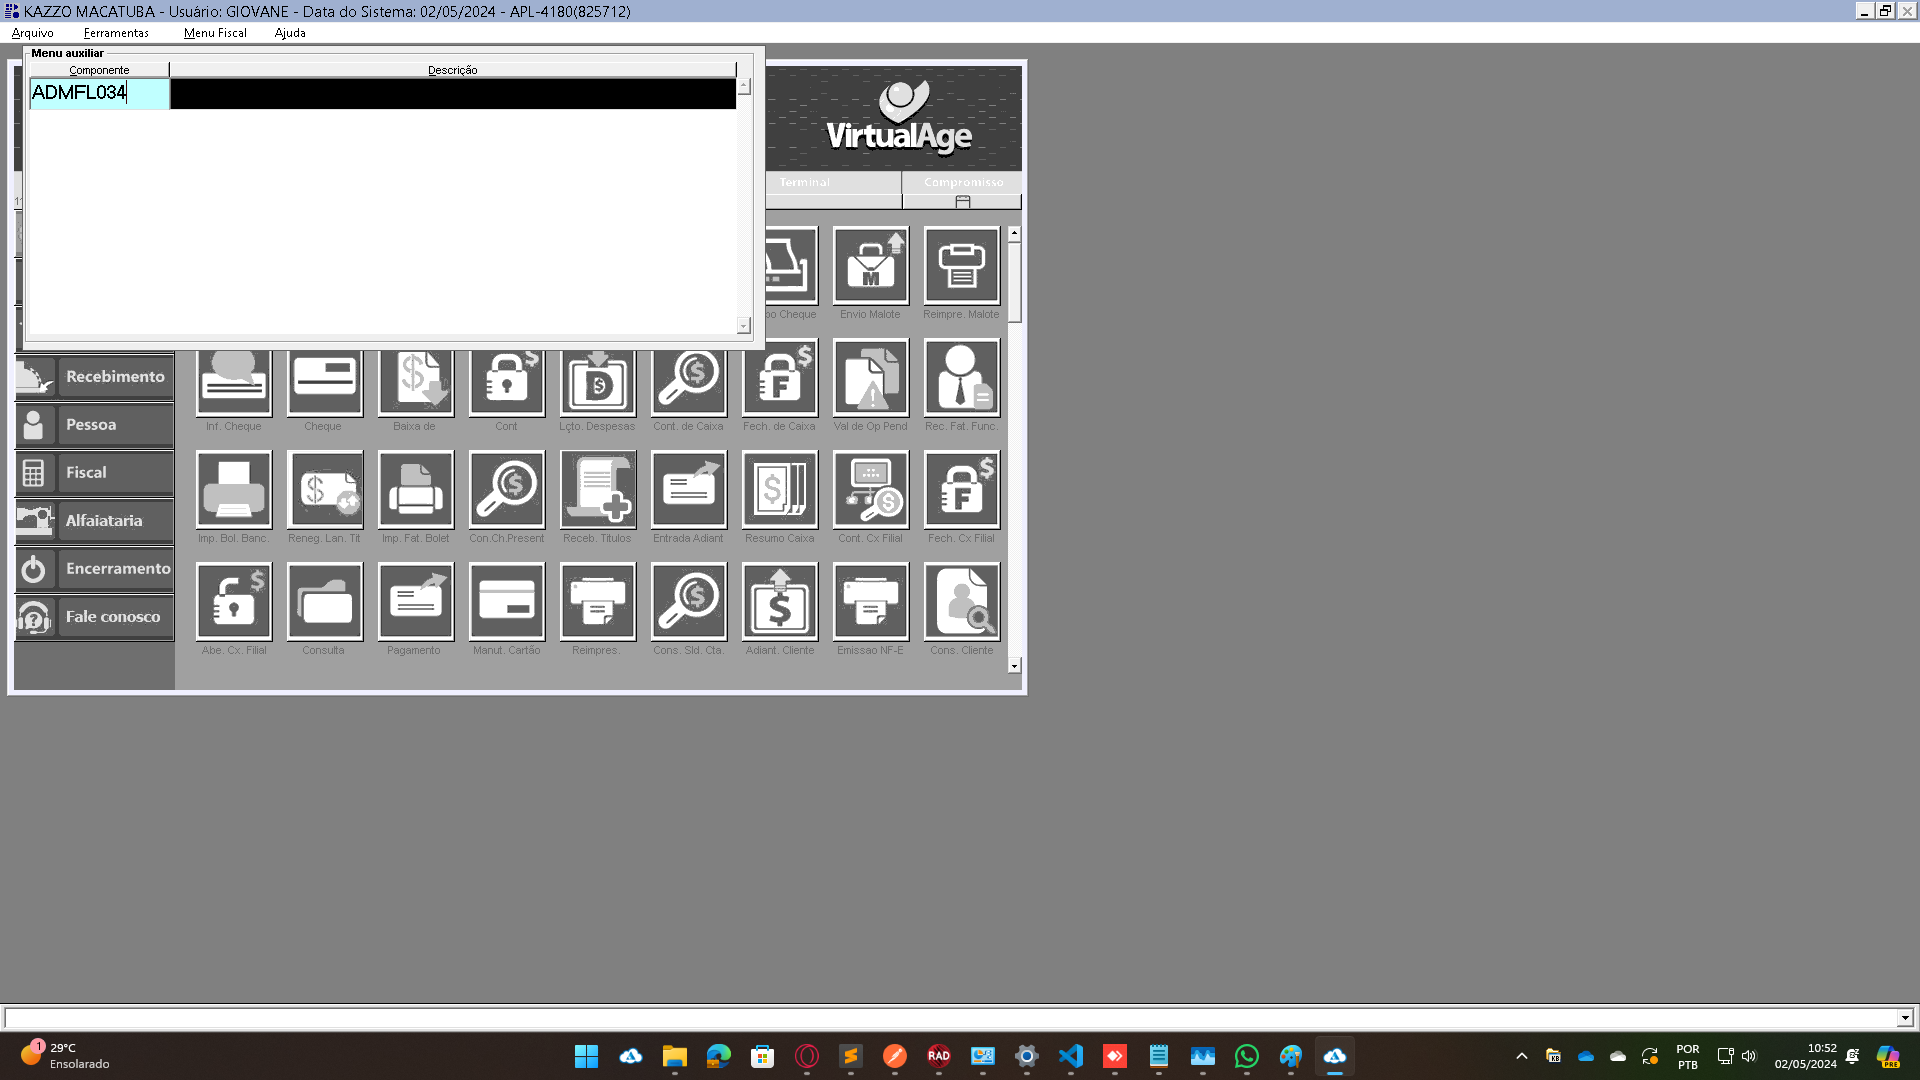 KAZZO MACATUBA - Usuário: GIOVANE - Data do Sistema: 02/05/2024 - APL-4180(825712)
Arquivo Ferramentas Menu Fiscal Ajuda
Menu auxiliar
Componente Descrição
ADMFL034
VirtualAge
Terminal Compromisso
Cheque Envio Malote Reimpre. Malote
Recebimento
Pessoa
Fiscal
Alfaiataria
Encerramento
Fale conosco
Inf. Cheque Cheque Baixa de Cont Lçto. Despesas Cont. de Caixa Fech. de Caixa Val de Op Pend Rec. Fat. Func.
Imp. Bol. Banc. Reneg. Lan. Tit Imp. Fat. Bolet Con.Ch.Present Receb. Titulos Entrada Adiant Resumo Caixa Cont. Cx Filial Fech. Cx Filial
Abe. Cx. Filial Consulta Pagamento Manut. Cartão Reimpres. Cons. Sld. Cta. Adiant. Cliente Emissao NF-E Cons. Cliente
1
29°C
Ensolarado
RAD
POR
PTB
10:52
02/05/2024
PRE